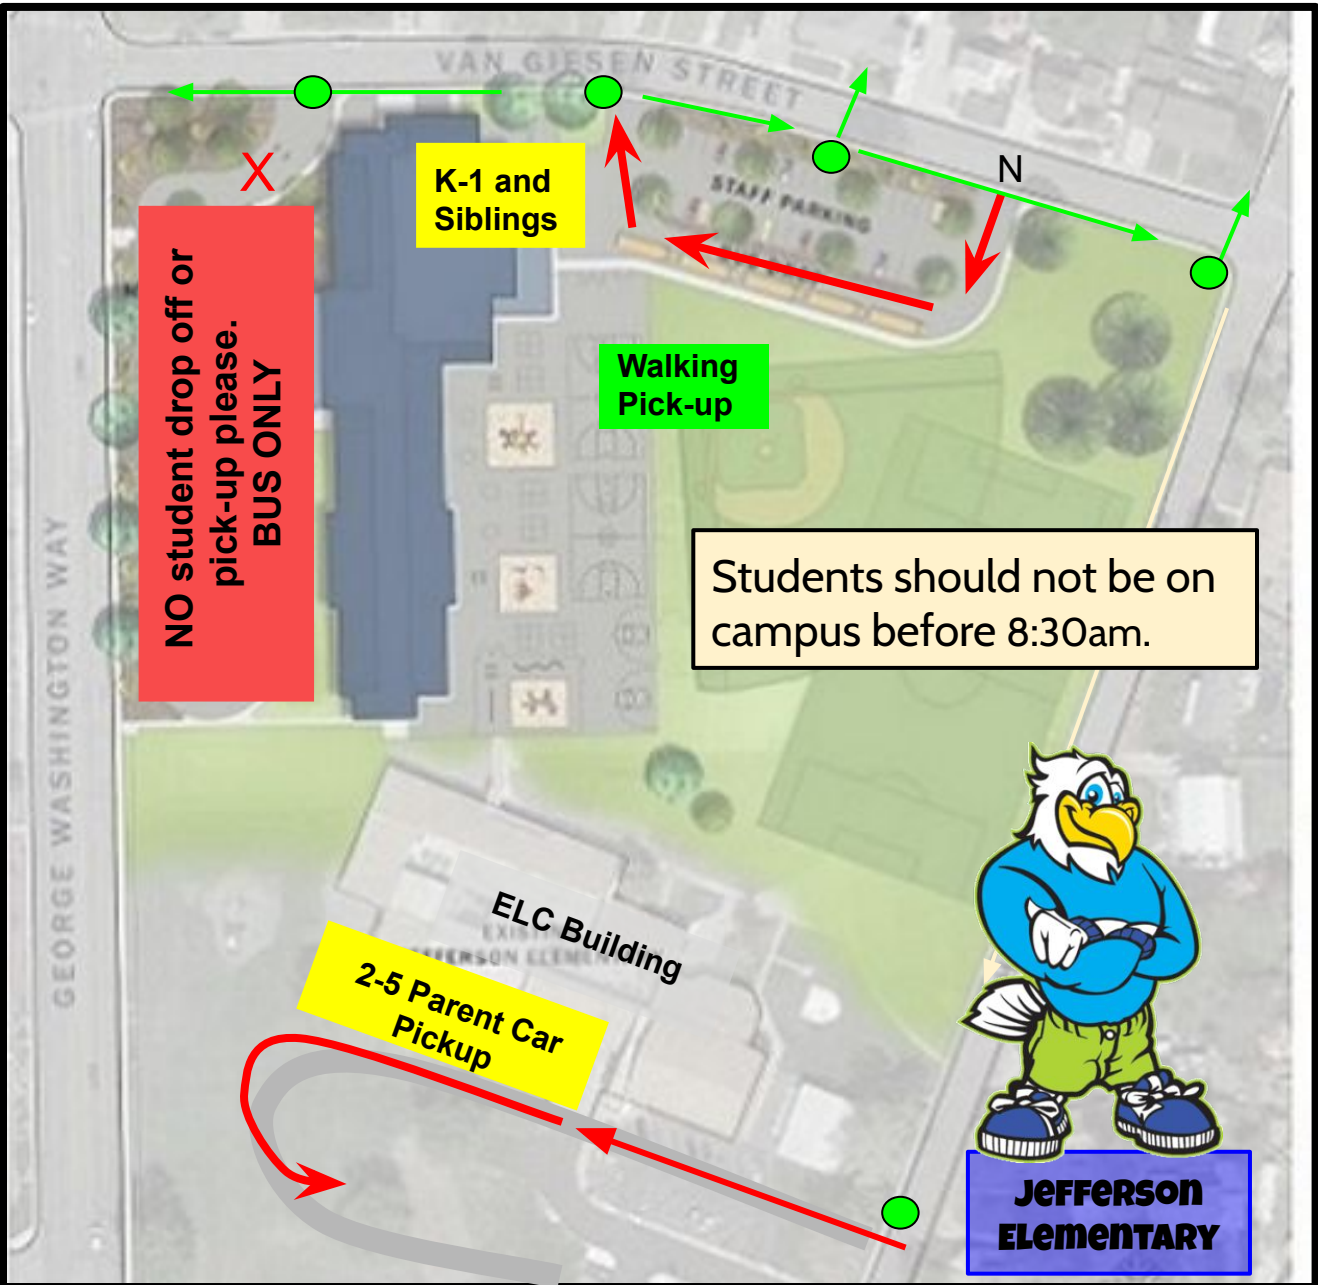 VAN GIESEN STREET
X
K-1 and
Siblings
STAFF PARKING
N
NO student drop off or
pick-up please.
BUS ONLY
Walking
Pick-up
GEORGE WASHINGTON WAY
Students should not be on
campus before 8:30am.
ELC Building
2-5 Parent Car
Pickup
Jefferson
Elementary